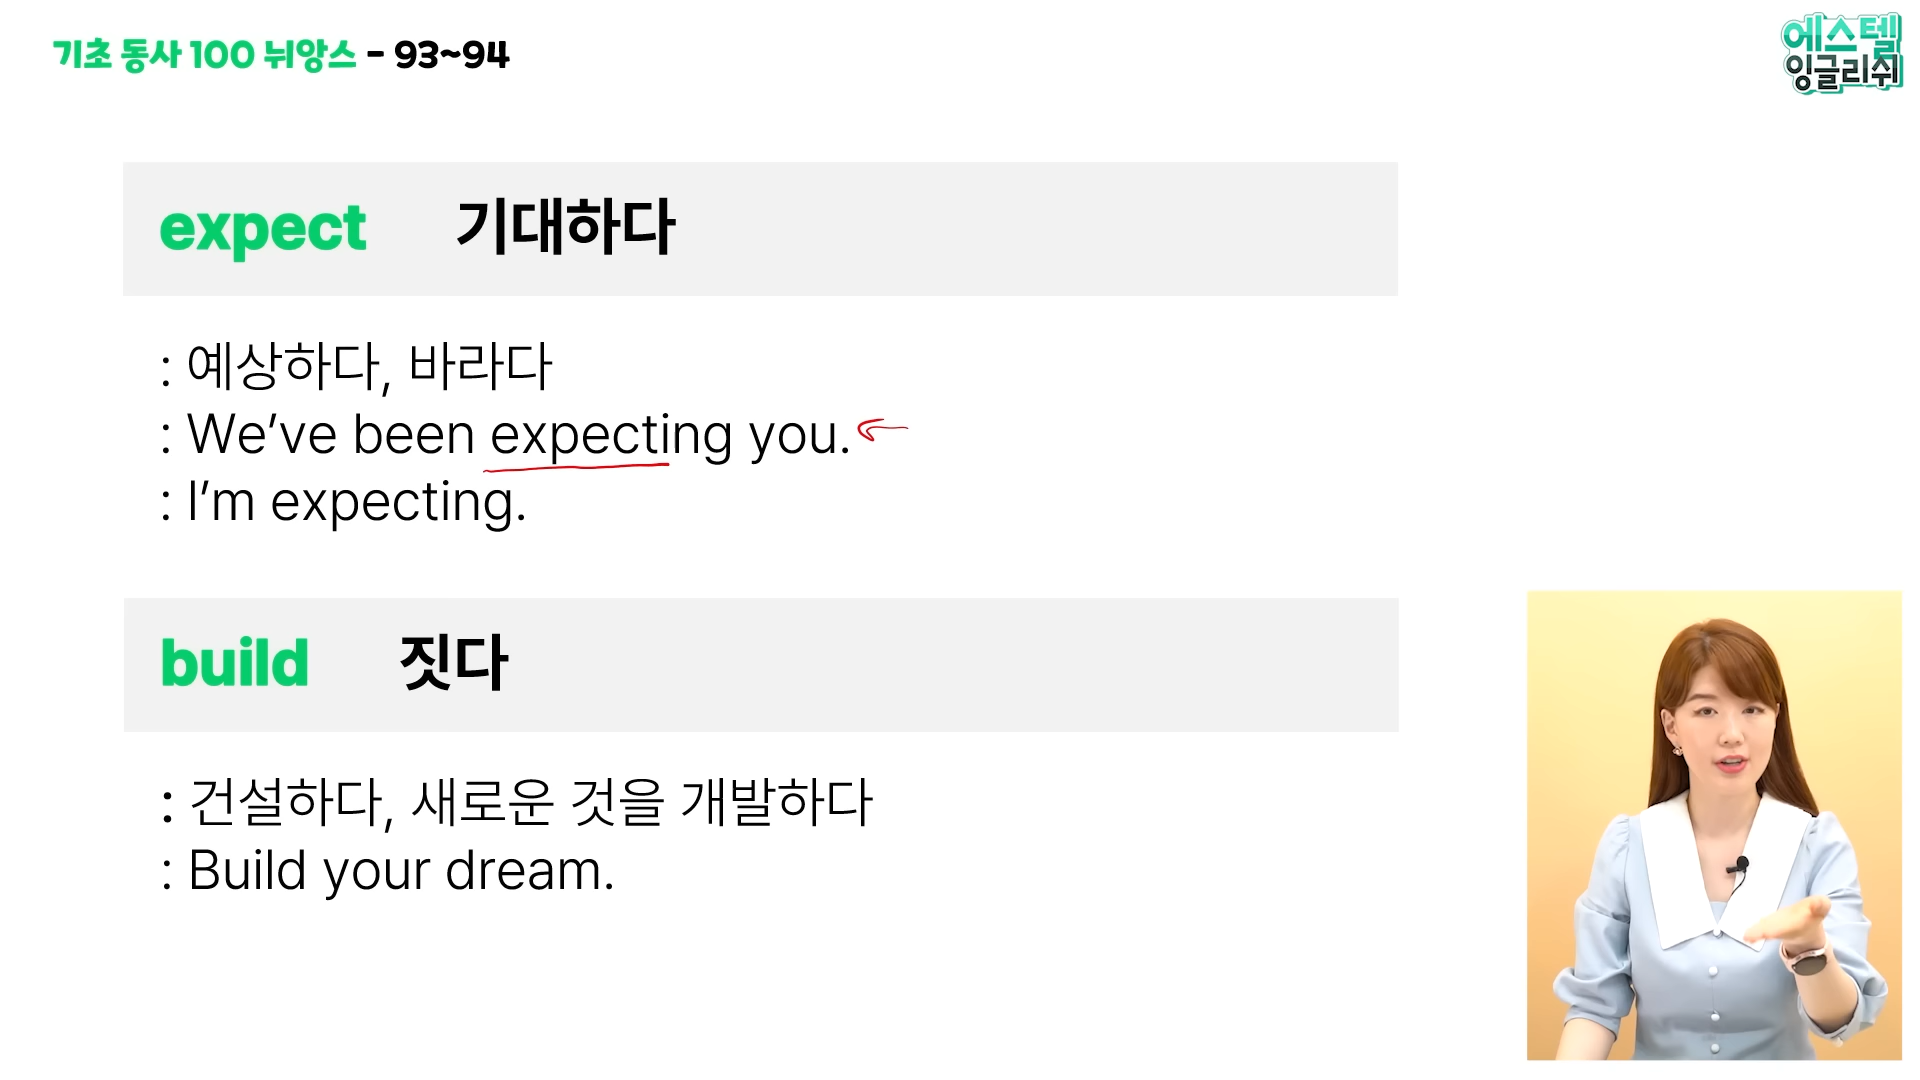 기초 동사 100 뉘앙스 - 93~94
에스텔
잉글리쉬
expect 기대하다
: 예상하다, 바라다
: We’ve been expecting you.
: I’m expecting.
build 짓다
: 건설하다, 새로운 것을 개발하다
: Build your dream.